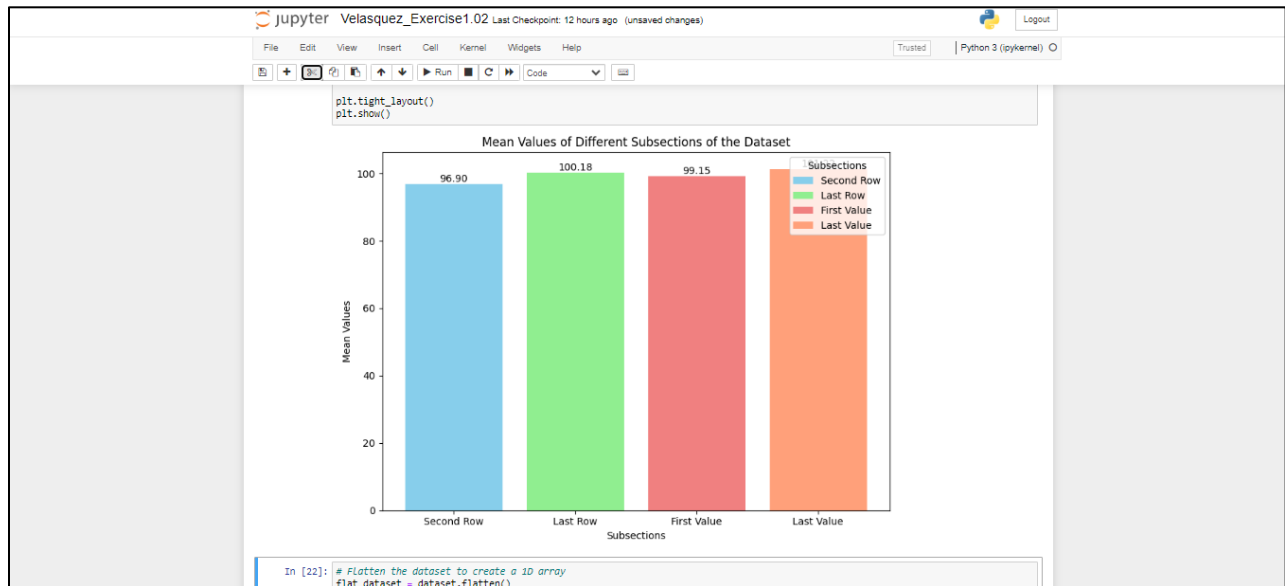 jupyter Velasquez_Exercise1.02 Last Checkpoint: 12 hours ago (unsaved changes)
Logout
File Edit View Insert Cell Kernel Widgets Help
Trusted Python 3 (ipykernel)
Run Code
plt.tight_layout()
plt.show()
Mean Values of Different Subsections of the Dataset
96.90
100.18
99.15
Subsections
Second Row
Last Row
First Value
Last Value
Mean Values
100
80
60
40
20
0
Second Row Last Row First Value Last Value
Subsections
In [22]: # Flatten the dataset to create a 1D array
flat_dataset = dataset.flatten()